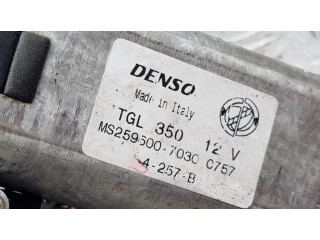 DENSO
Made in Italy
TGL 350 12 V
MS259600-7030 C757
4-257-B